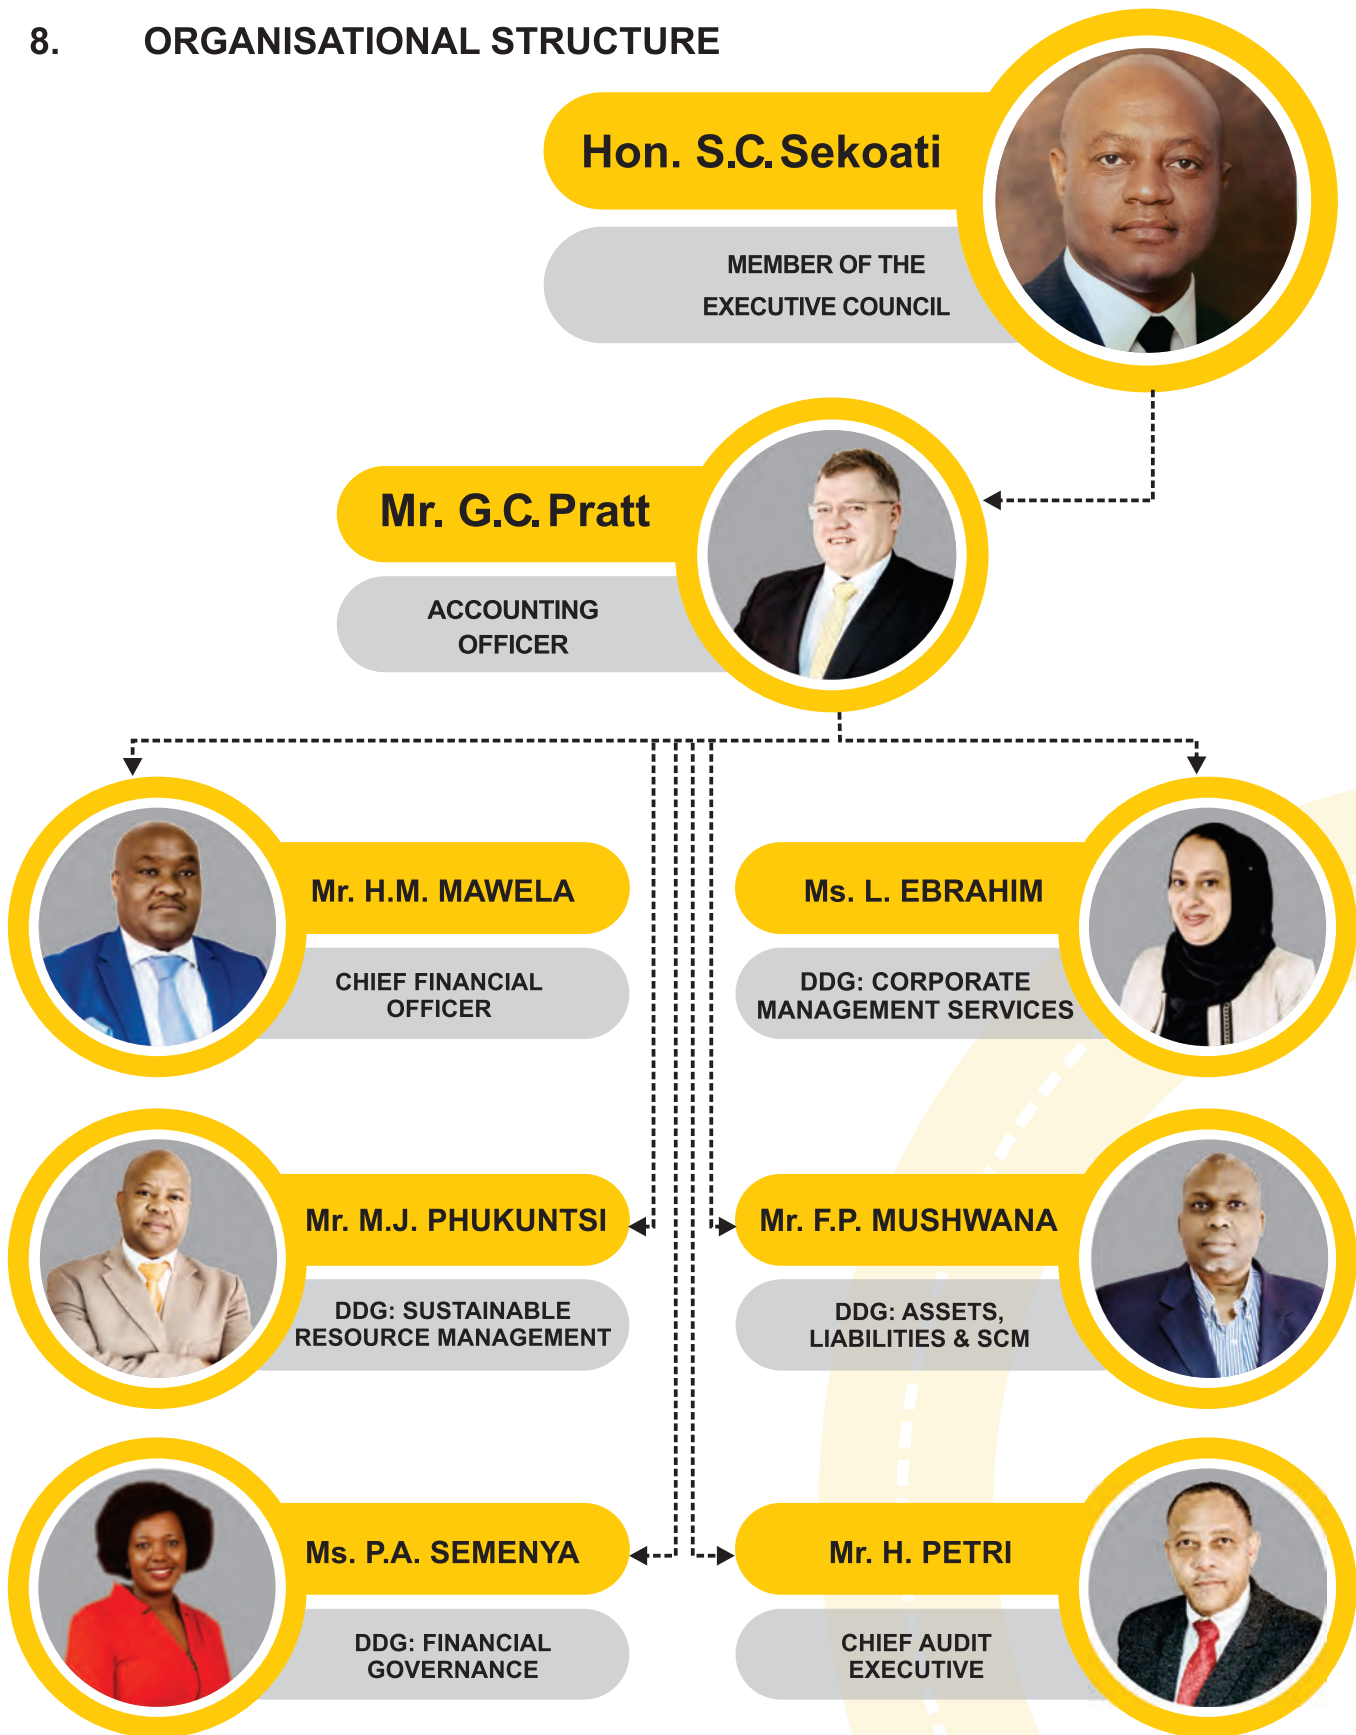 8. ORGANISATIONAL STRUCTURE
Hon. S.C. Sekoati
MEMBER OF THE
EXECUTIVE COUNCIL
Mr. G.C. Pratt
ACCOUNTING
OFFICER
Mr. H.M. MAWELA
CHIEF FINANCIAL
OFFICER
Ms. L. EBRAHIM
DDG: CORPORATE
MANAGEMENT SERVICES
Mr. M.J. PHUKUNTSI
DDG: SUSTAINABLE
RESOURCE MANAGEMENT
Mr. F.P. MUSHWANA
DDG: ASSETS,
LIABILITIES & SCM
Ms. P.A. SEMENYA
DDG: FINANCIAL
GOVERNANCE
Mr. H. PETRI
CHIEF AUDIT
EXECUTIVE